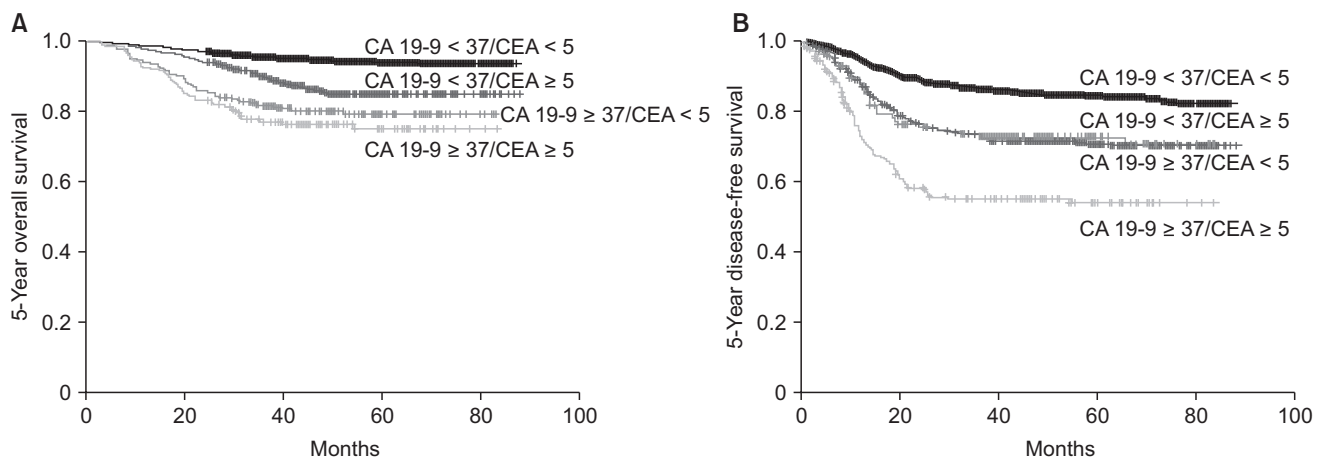 A
5-Year overall survival
1.0
0.8
0.6
0.4
0.2
0
0 20 40 60 80 100
Months
CA 19-9 < 37/CEA < 5
CA 19-9 < 37/CEA ≥ 5
CA 19-9 ≥ 37/CEA < 5
CA 19-9 ≥ 37/CEA ≥ 5
B
5-Year disease-free survival
1.0
0.8
0.6
0.4
0.2
0
0 20 40 60 80 100
Months
CA 19-9 < 37/CEA < 5
CA 19-9 < 37/CEA ≥ 5
CA 19-9 ≥ 37/CEA < 5
CA 19-9 ≥ 37/CEA ≥ 5